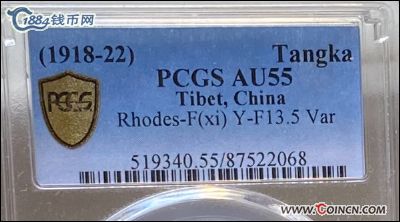 1884钱币网
(1918-22) Tangka
PCGS AU55
Tibet, China
PCGS
Rhodes-F(xi) Y-F13.5 Var
519340.55/87522068
www.COINCN.COM